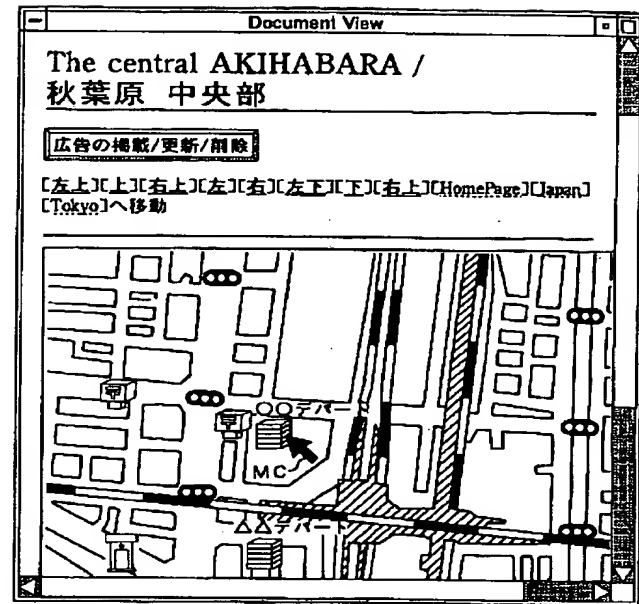 Document View
The central AKIHABARA /
秋葉原 中央部
広告の掲載/更新/削除
[左上][上][右上][左][右][左下][下][右上][HomePage][Japan]
[Tokyo]へ移動
〒
○○デパート
〒
MC
△△デパート